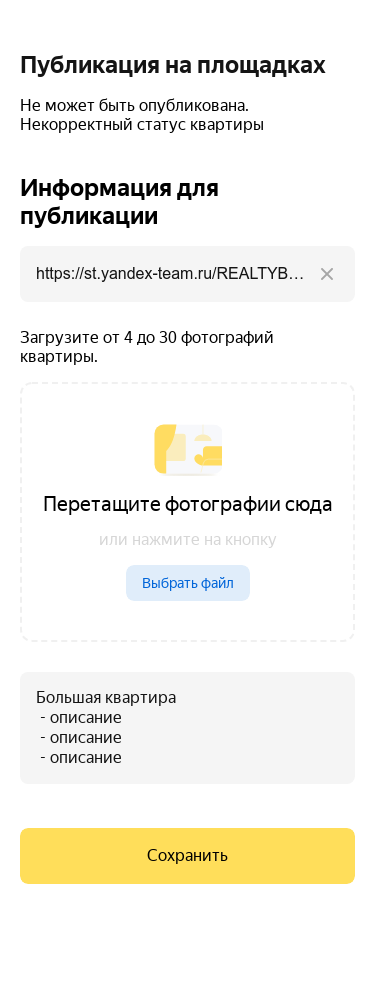 Публикация на площадках
Не может быть опубликована.
Некорректный статус квартиры
Информация для
публикации
https://st.yandex-team.ru/REALTYB…
Загрузите от 4 до 30 фотографий
квартиры.
Перетащите фотографии сюда
или нажмите на кнопку
Выбрать файл
Большая квартира
- описание
- описание
- описание
Сохранить